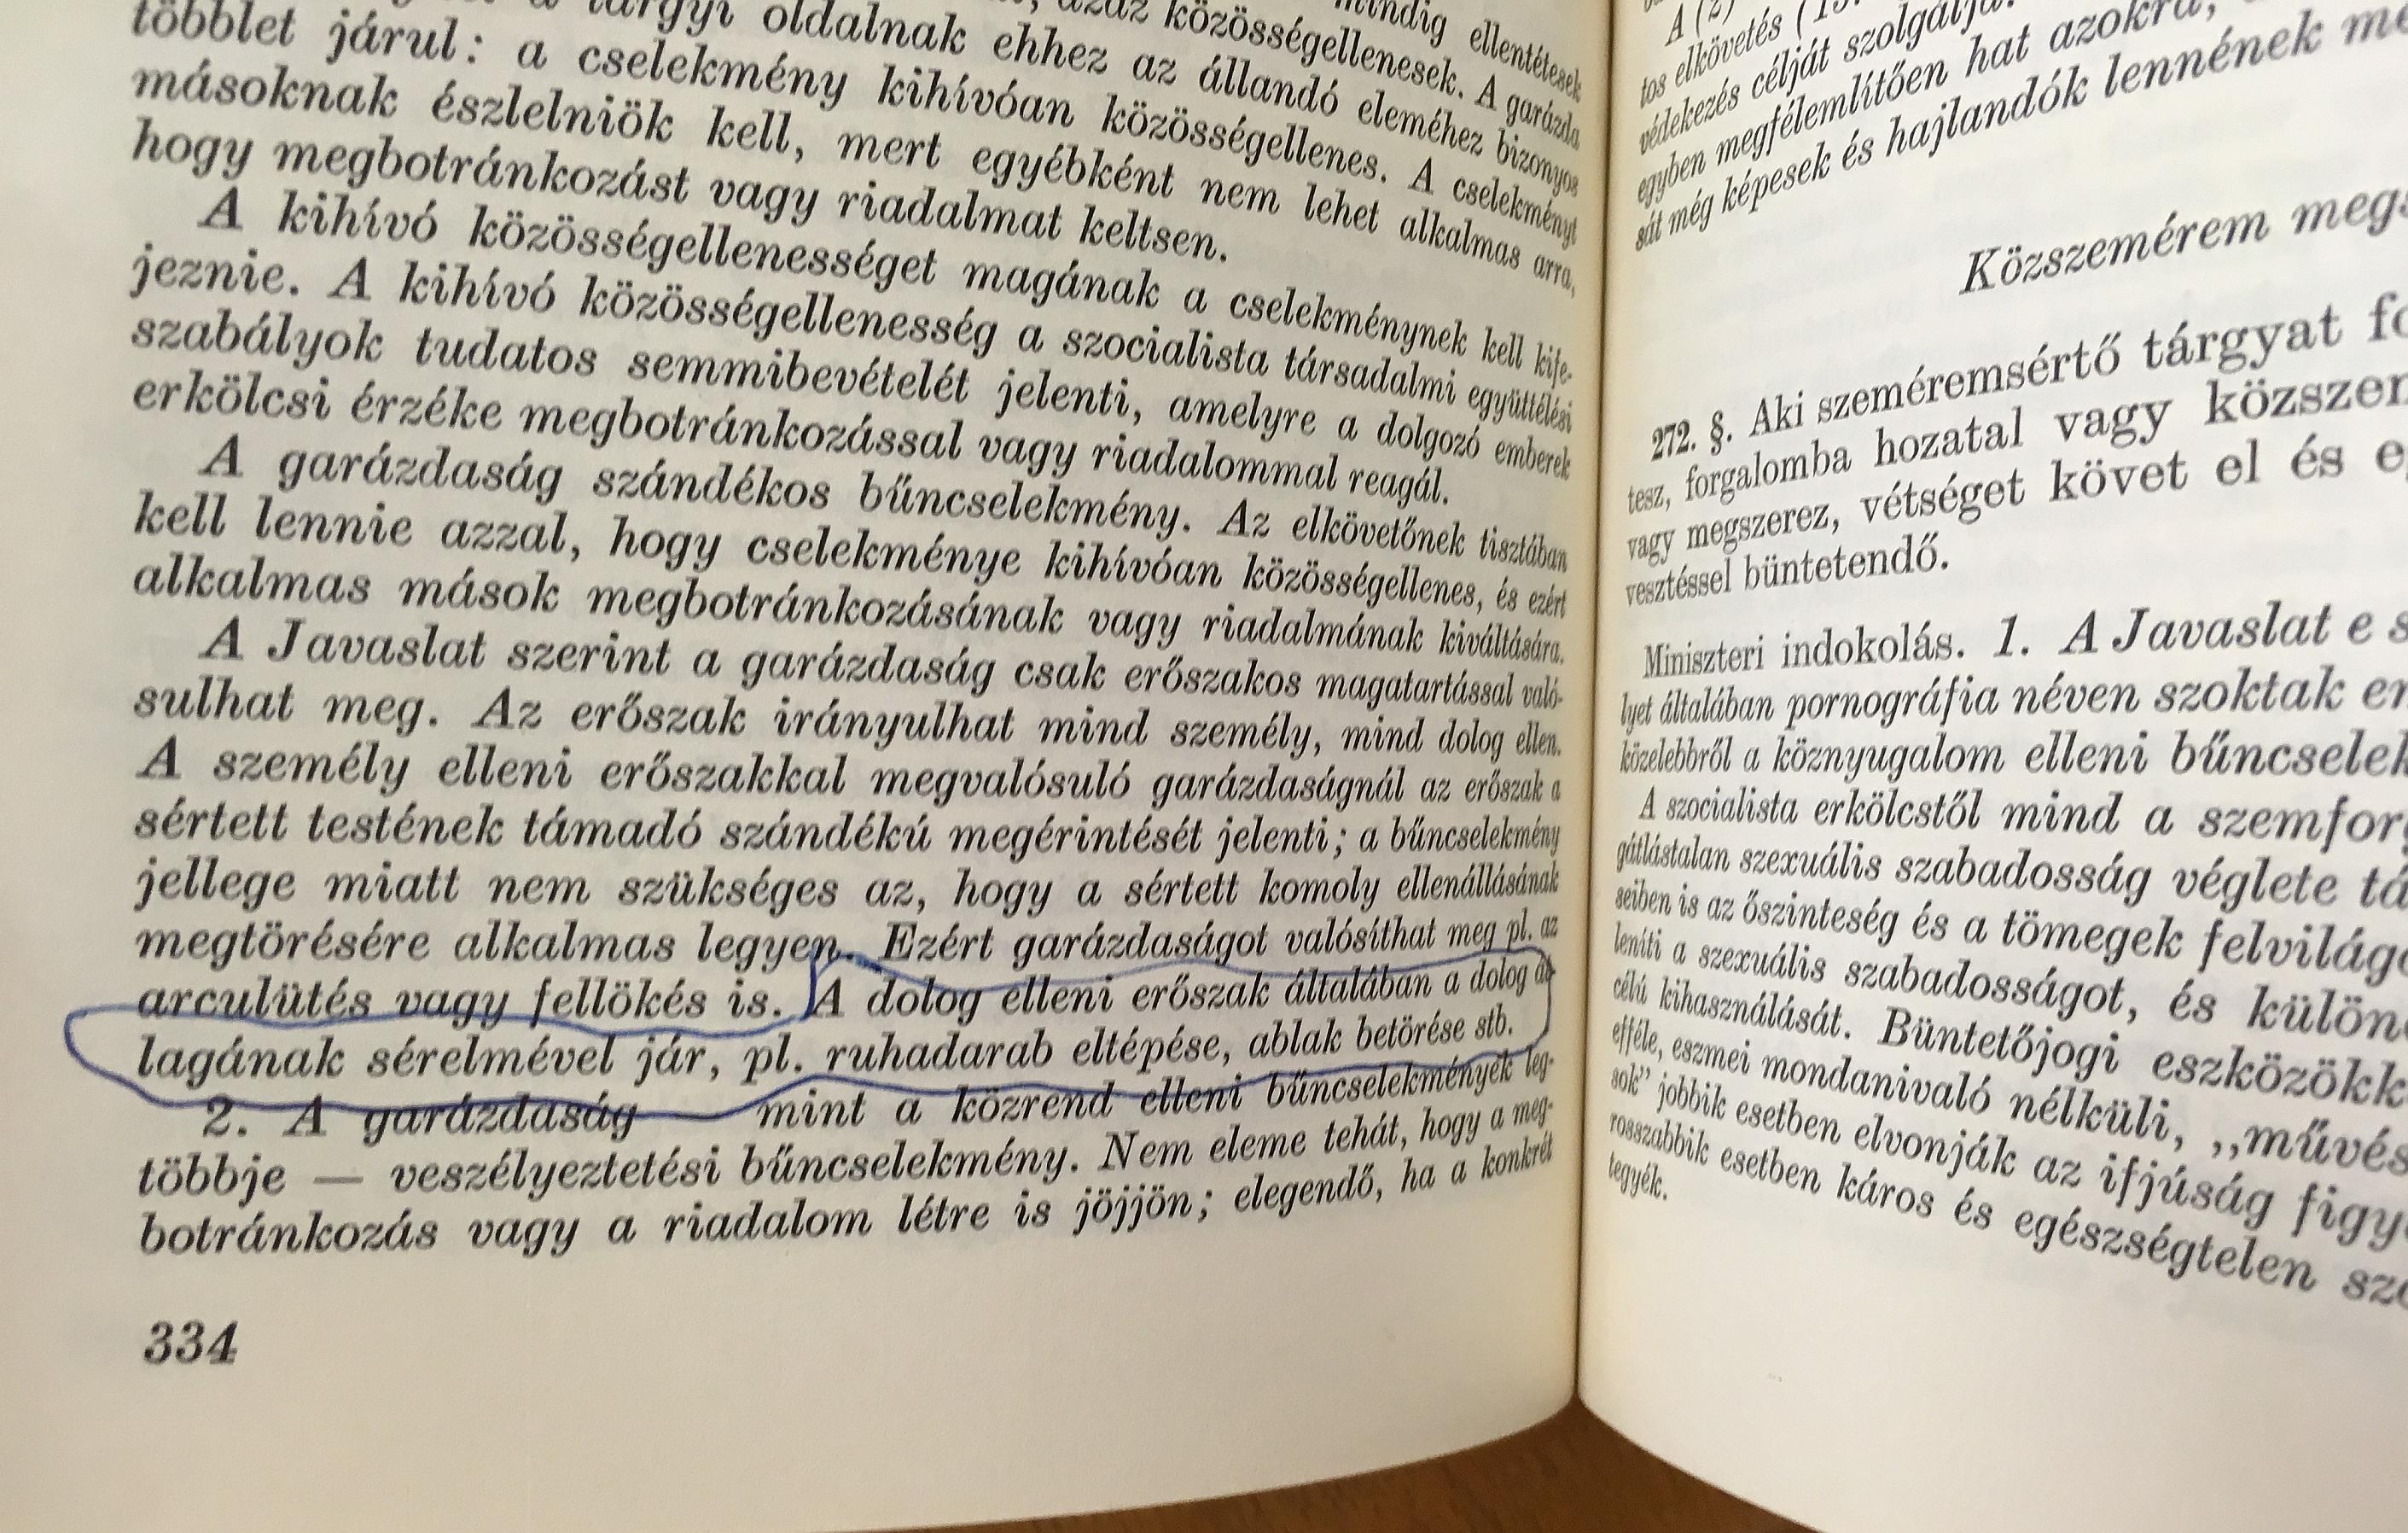 tárgyi oldalnak ehhez az állandó eleméhez bizonyos
többlet járul: a cselekmény kihívóan közösségellenes. A cselekményt
másoknak észlelniök kell, mert egyébként nem lehet alkalmas arra,
hogy megbotránkozást vagy riadalmat keltsen.
A kihívó közösségellenességet magának a cselekménynek kell kife-
jeznie. A kihívó közösségellenesség a szocialista társadalmi együttélési
szabályok tudatos semmibevételét jelenti, amelyre a dolgozó emberek
erkölcsi érzéke megbotránkozással vagy riadalommal reagál.
A garázdaság szándékos bűncselekmény. Az elkövetőnek tisztában
kell lennie azzal, hogy cselekménye kihívóan közösségellenes, és ezért
alkalmas mások megbotránkozásának vagy riadalmának kiváltására.
A Javaslat szerint a garázdaság csak erőszakos magatartással való-
sulhat meg. Az erőszak irányulhat mind személy, mind dolog ellen.
A személy elleni erőszakkal megvalósuló garázdaságnál az erőszak a
sértett testének támadó szándékú megérintését jelenti; a bűncselekmény
jellege miatt nem szükséges az, hogy a sértett komoly ellenállásának
megtörésére alkalmas legyen. Ezért garázdaságot valósíthat meg pl. az
arculütés vagy fellökés is. A dolog elleni erőszak általában a dolog ál-
lagának sérelmével jár, pl. ruhadarab eltépése, ablak betörése stb.
2. A garázdaság mint a közrend elleni bűncselekmények leg-
többje — veszélyeztetési bűncselekmény. Nem eleme tehát, hogy a meg-
botránkozás vagy a riadalom létre is jöjjön; elegendő, ha a konkrét
334
tos elkövetés
védekezés célját szolgálja.
egyben megfélemlítően hat azokra,
sát még képesek és hajlandók lennének
Közszemérem
272. §. Aki szeméremsértő tárgyat
tesz, forgalomba hozatal vagy
vagy megszerez, vétséget követ el és
vesztéssel büntetendő.
Miniszteri indokolás. 1. A Javaslat e
lyet általában pornográfia néven szoktak
közelebbről a köznyugalom elleni
A szocialista erkölcstől mind a
gátlástalan szexuális szabadosság véglete
seiben is az őszinteség és a tömegek
leníti a szexuális szabadosságot, és
célú kihasználását. Büntetőjogi
efféle, eszmei mondanivaló nélküli,
sok” jobbik esetben elvonják az ifjúság
rosszabbik esetben káros és egészségtelen
tegyék.